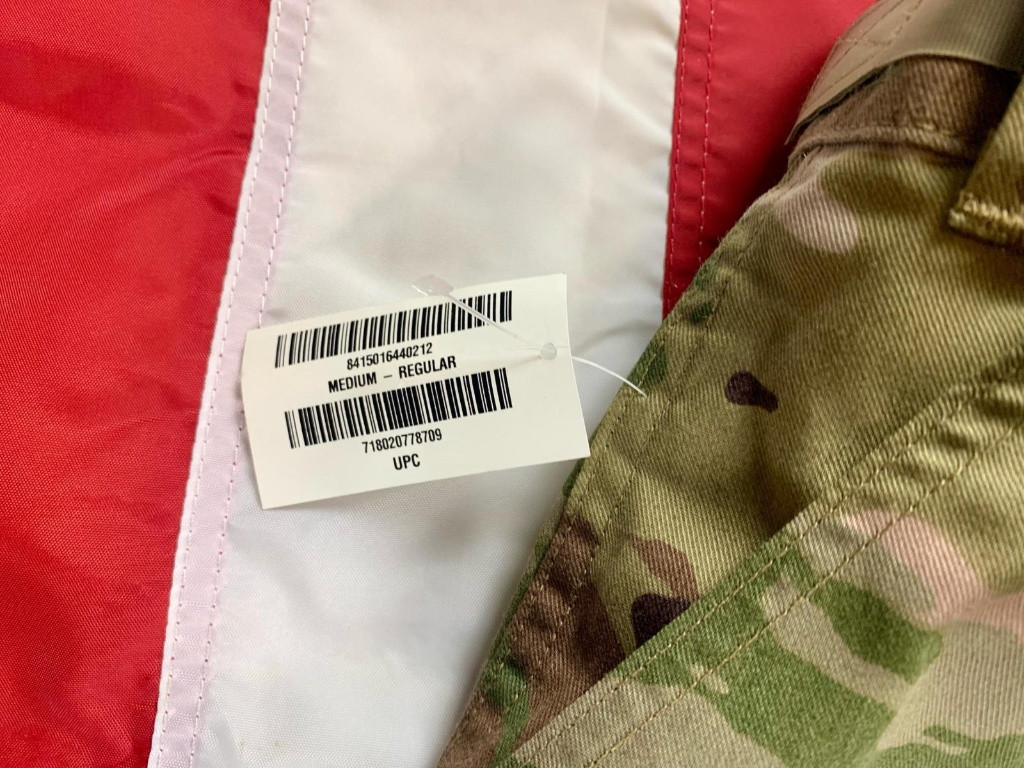 8415016440212
MEDIUM – REGULAR
718020778709
UPC